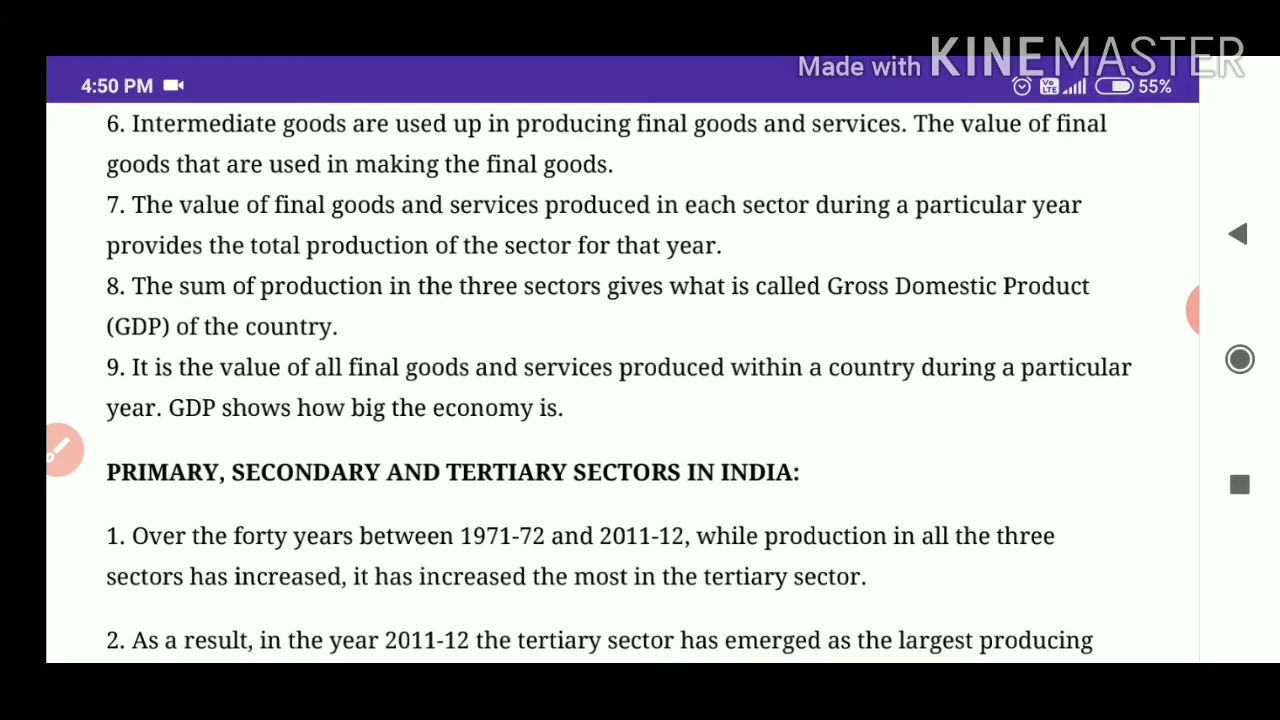 Made with KINEMASTER
4:50 PM
Vo LTE 55%
6. Intermediate goods are used up in producing final goods and services. The value of final
goods that are used in making the final goods.
7. The value of final goods and services produced in each sector during a particular year
provides the total production of the sector for that year.
8. The sum of production in the three sectors gives what is called Gross Domestic Product
(GDP) of the country.
9. It is the value of all final goods and services produced within a country during a particular
year. GDP shows how big the economy is.
PRIMARY, SECONDARY AND TERTIARY SECTORS IN INDIA:
1. Over the forty years between 1971-72 and 2011-12, while production in all the three
sectors has increased, it has increased the most in the tertiary sector.
2. As a result, in the year 2011-12 the tertiary sector has emerged as the largest producing